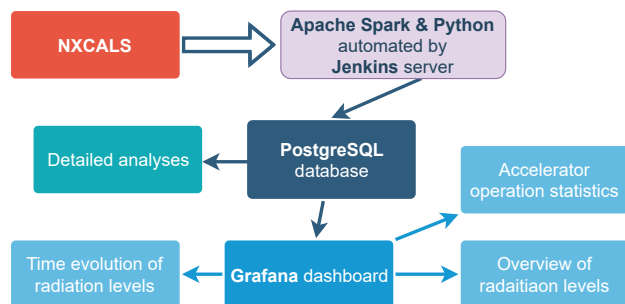 NXCALS
Apache Spark & Python
automated by
Jenkins server
Detailed analyses
PostgreSQL
database
Accelerator
operation statistics
Time evolution of
radiation levels
Grafana dashboard
Overview of
radaitiaon levels